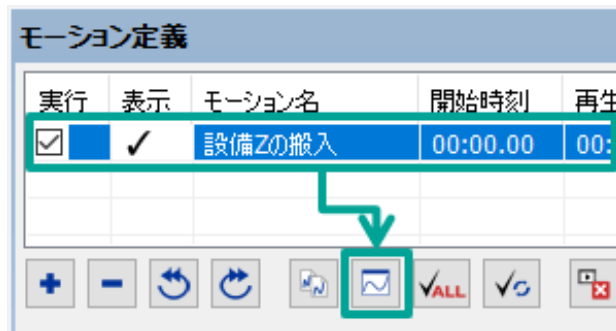 モーション定義
実行 表示 モーション名 開始時刻 再生
設備Zの搬入 00:00.00 00:
ALL